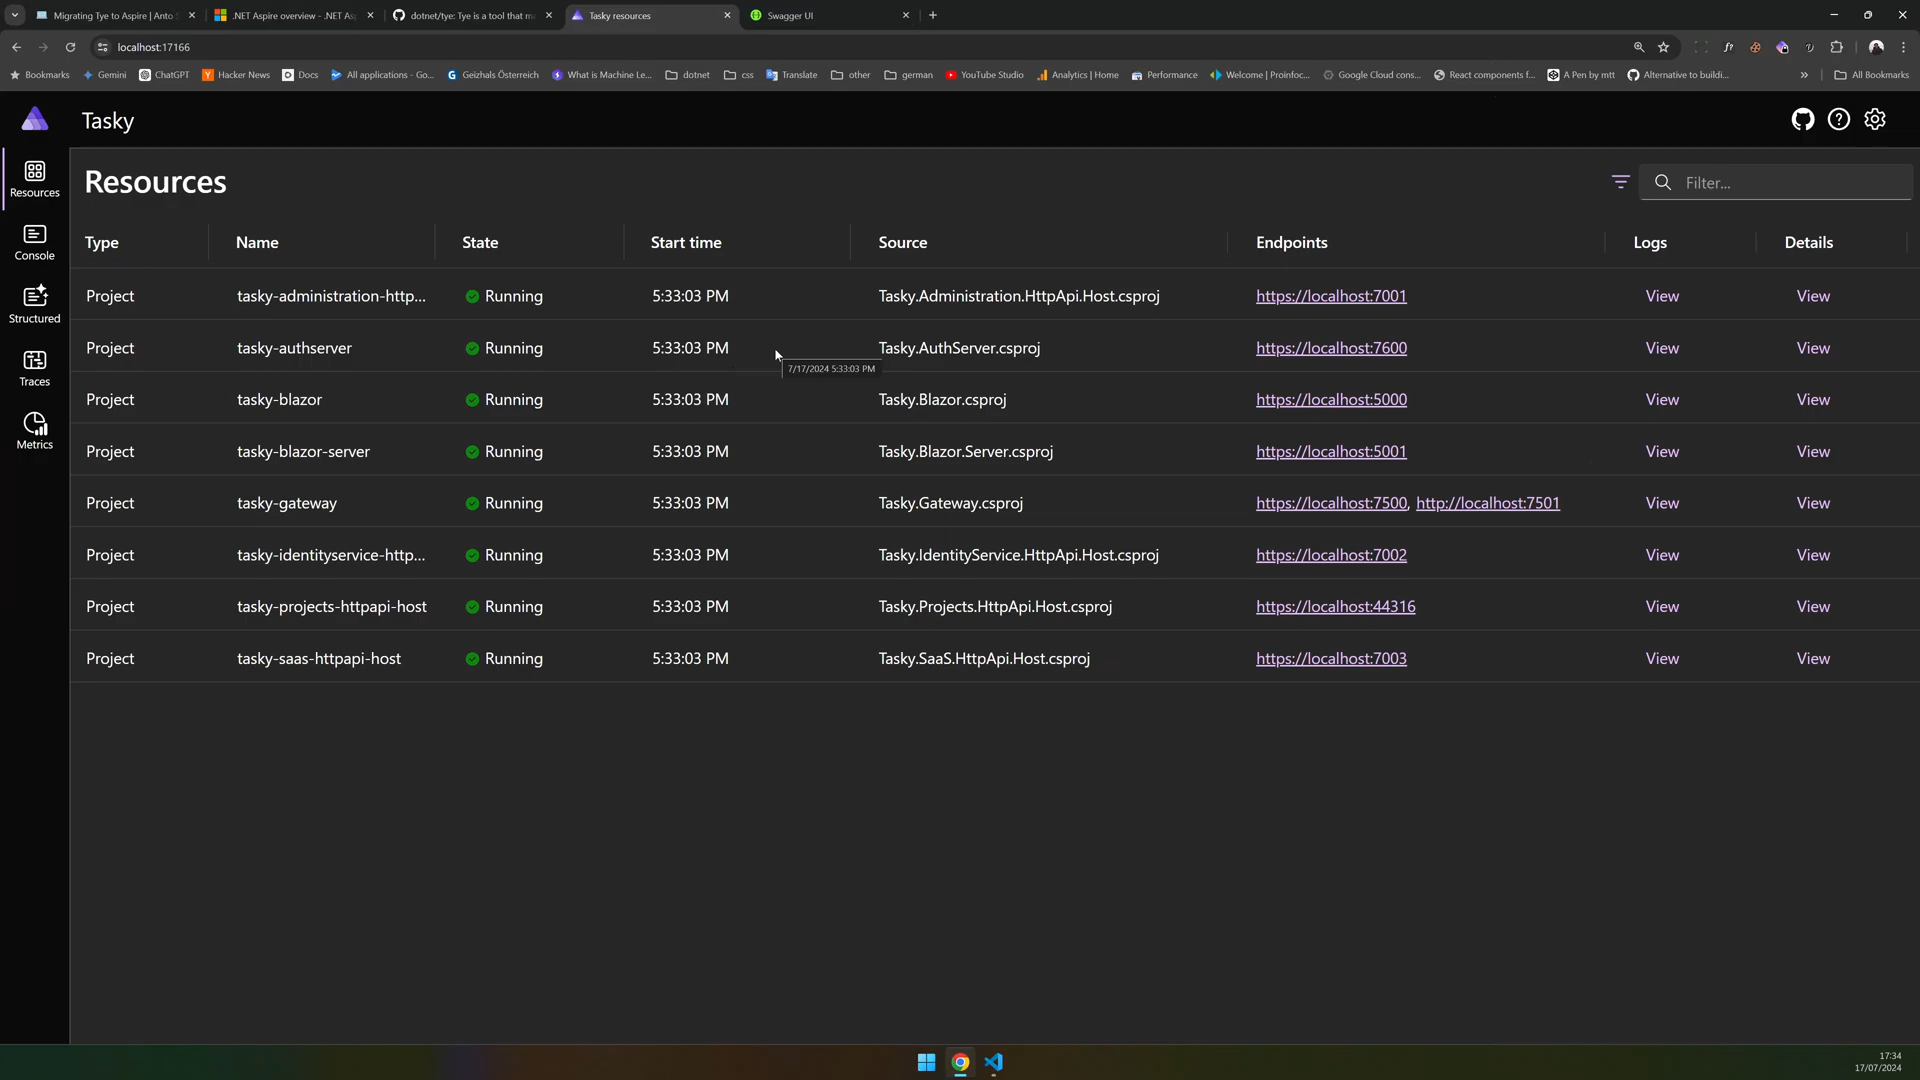 Migrating Tye to Aspire | Anto
.NET Aspire overview - .NET As
dotnet/tye: Tye is a tool that m
Tasky resources
Swagger UI
localhost:17166
Bookmarks
Gemini
ChatGPT
Hacker News
Docs
All applications - Go...
Geizhals Österreich
What is Machine Le...
dotnet
css
Translate
other
german
YouTube Studio
Analytics | Home
Performance
Welcome | Proinfoc...
Google Cloud cons...
React components f...
A Pen by mtt
Alternative to buildi...
All Bookmarks
Tasky
Resources
Console
Structured
Traces
Metrics
Resources
Filter...
Type Name State Start time Source Endpoints Logs Details
Project tasky-administration-http... Running 5:33:03 PM Tasky.Administration.HttpApi.Host.csproj https://localhost:7001 View View
Project tasky-authserver Running 5:33:03 PM Tasky.AuthServer.csproj https://localhost:7600 View View
7/17/2024 5:33:03 PM
Project tasky-blazor Running 5:33:03 PM Tasky.Blazor.csproj https://localhost:5000 View View
Project tasky-blazor-server Running 5:33:03 PM Tasky.Blazor.Server.csproj https://localhost:5001 View View
Project tasky-gateway Running 5:33:03 PM Tasky.Gateway.csproj https://localhost:7500, http://localhost:7501 View View
Project tasky-identityservice-http... Running 5:33:03 PM Tasky.IdentityService.HttpApi.Host.csproj https://localhost:7002 View View
Project tasky-projects-httpapi-host Running 5:33:03 PM Tasky.Projects.HttpApi.Host.csproj https://localhost:44316 View View
Project tasky-saas-httpapi-host Running 5:33:03 PM Tasky.SaaS.HttpApi.Host.csproj https://localhost:7003 View View
17:34
17/07/2024